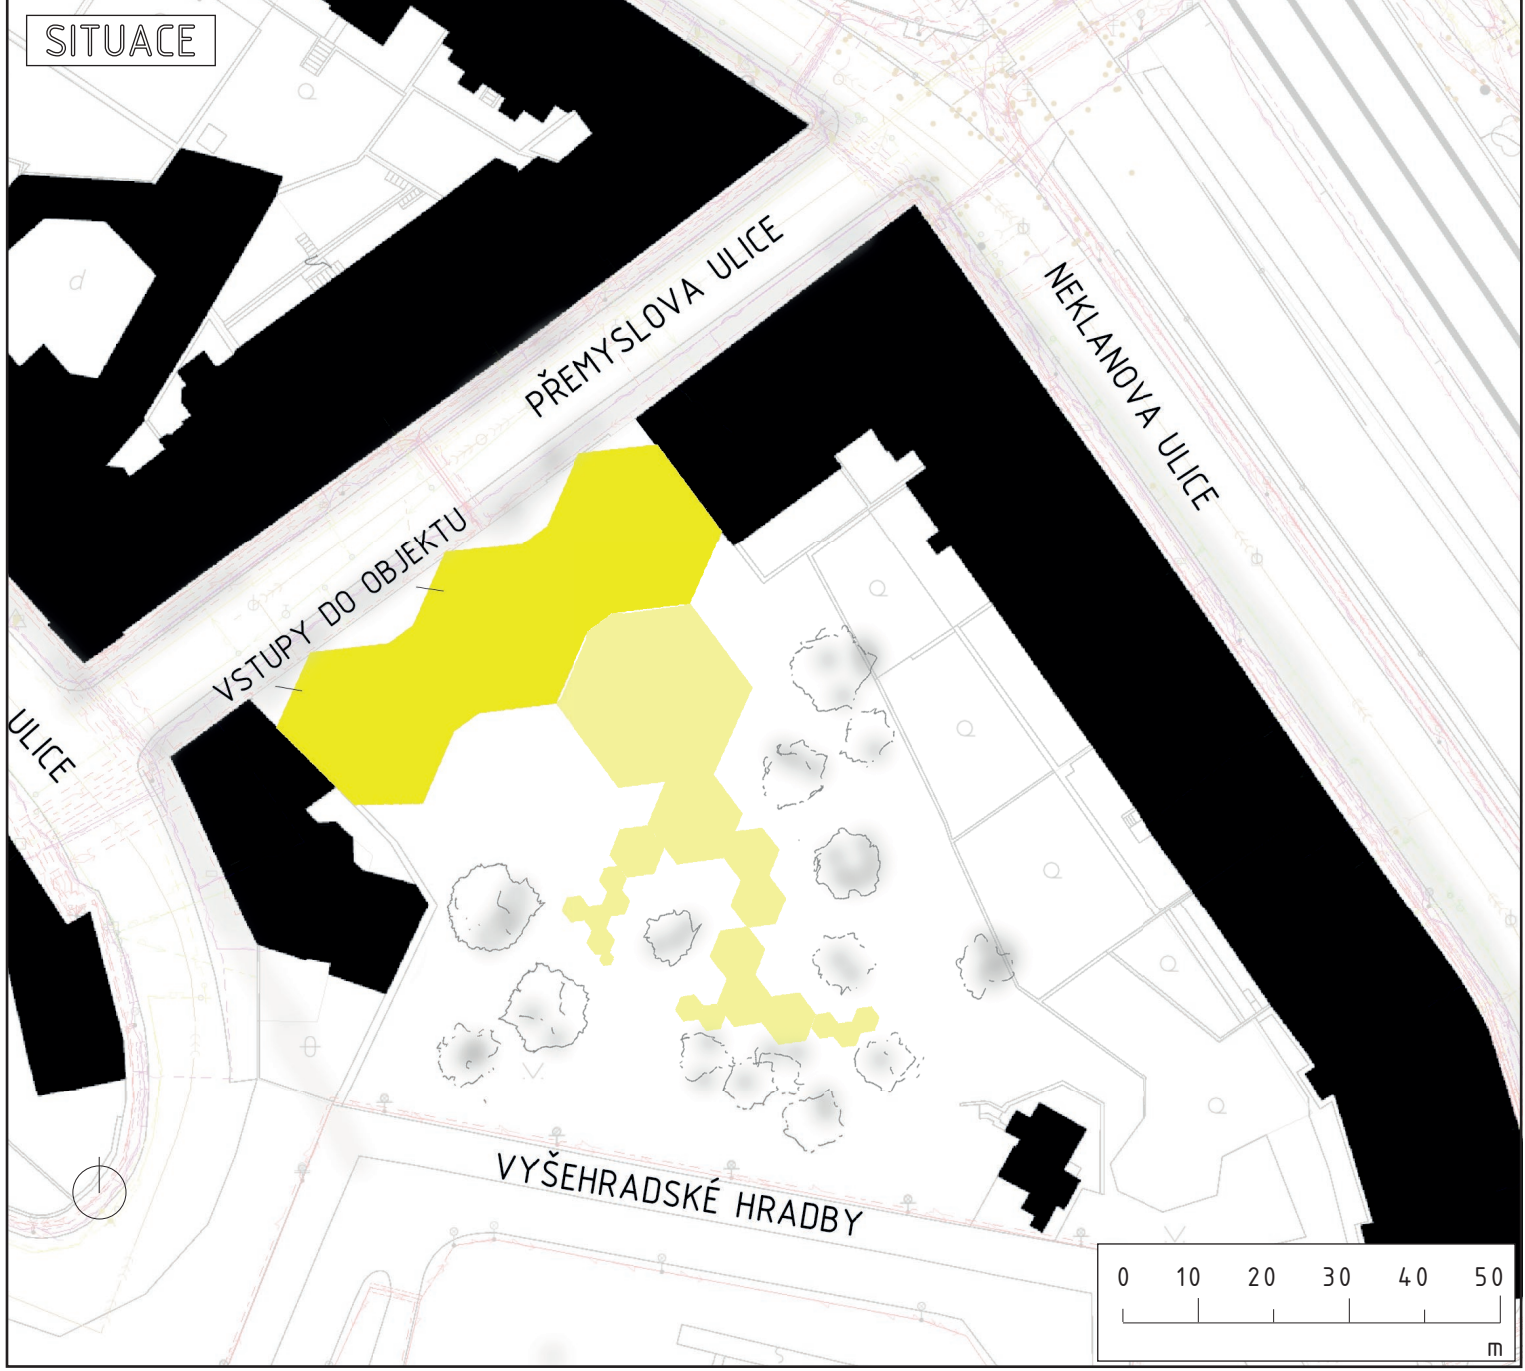 SITUACE
PŘEMYSLOVA ULICE
NEKLANOVA ULICE
VSTUPY DO OBJEKTU
ULICE
VYŠEHRADSKÉ HRADBY
0 10 20 30 40 50
m